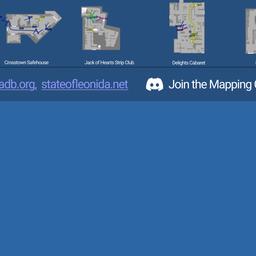 Crosstown Safehouse
Jack of Hearts Strip Club
Delights Cabaret
adb.org, stateofleonida.net
Join the Mapping